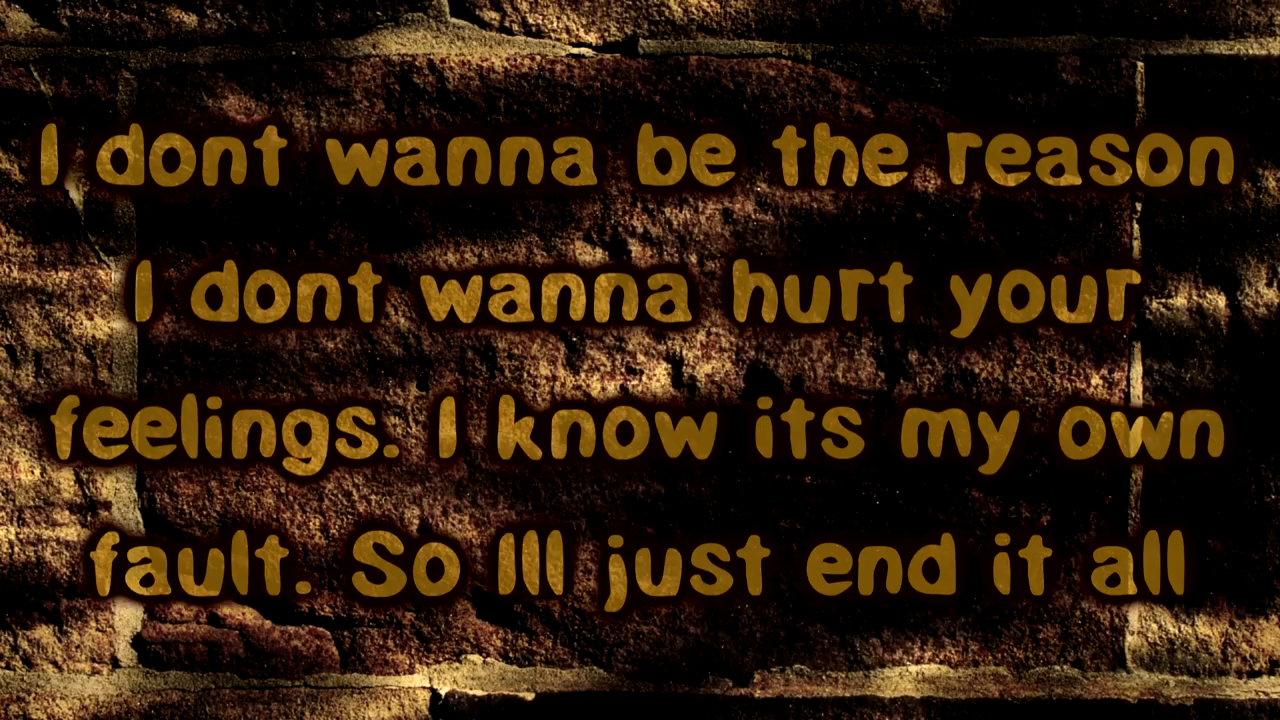 I dont wanna be the reason
I dont wanna hurt your
feelings. I know its my own
fault. So Ill just end it all